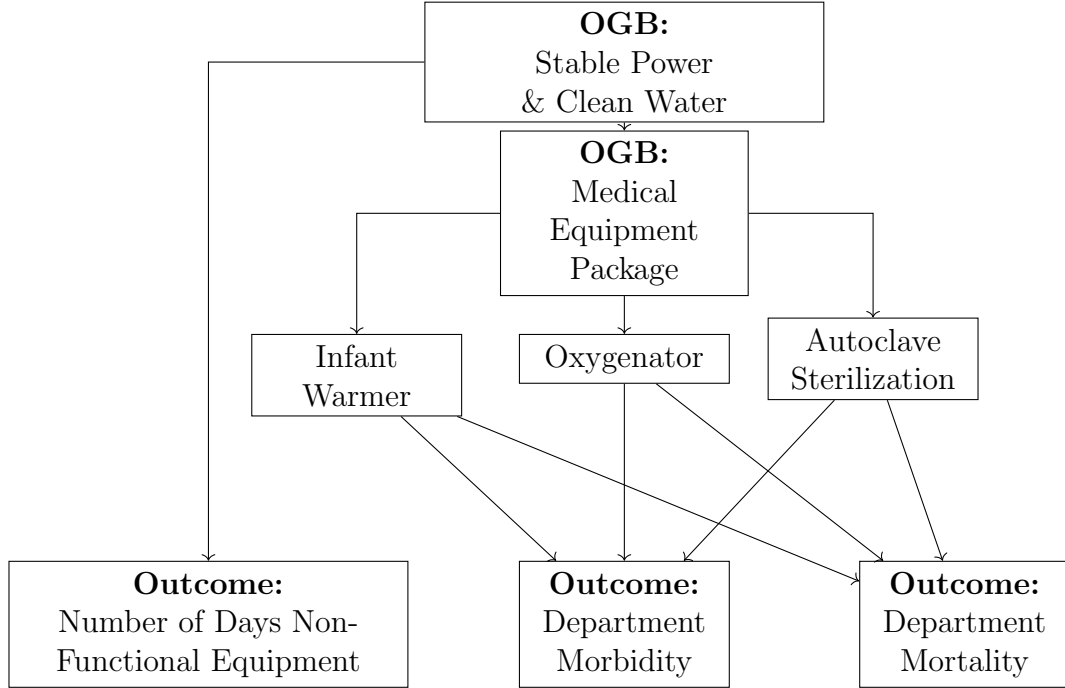 OGB:
Stable Power
& Clean Water
OGB:
Medical
Equipment
Package
Infant
Warmer
Oxygenator
Autoclave
Sterilization
Outcome:
Number of Days Non-
Functional Equipment
Outcome:
Department
Morbidity
Outcome:
Department
Mortality